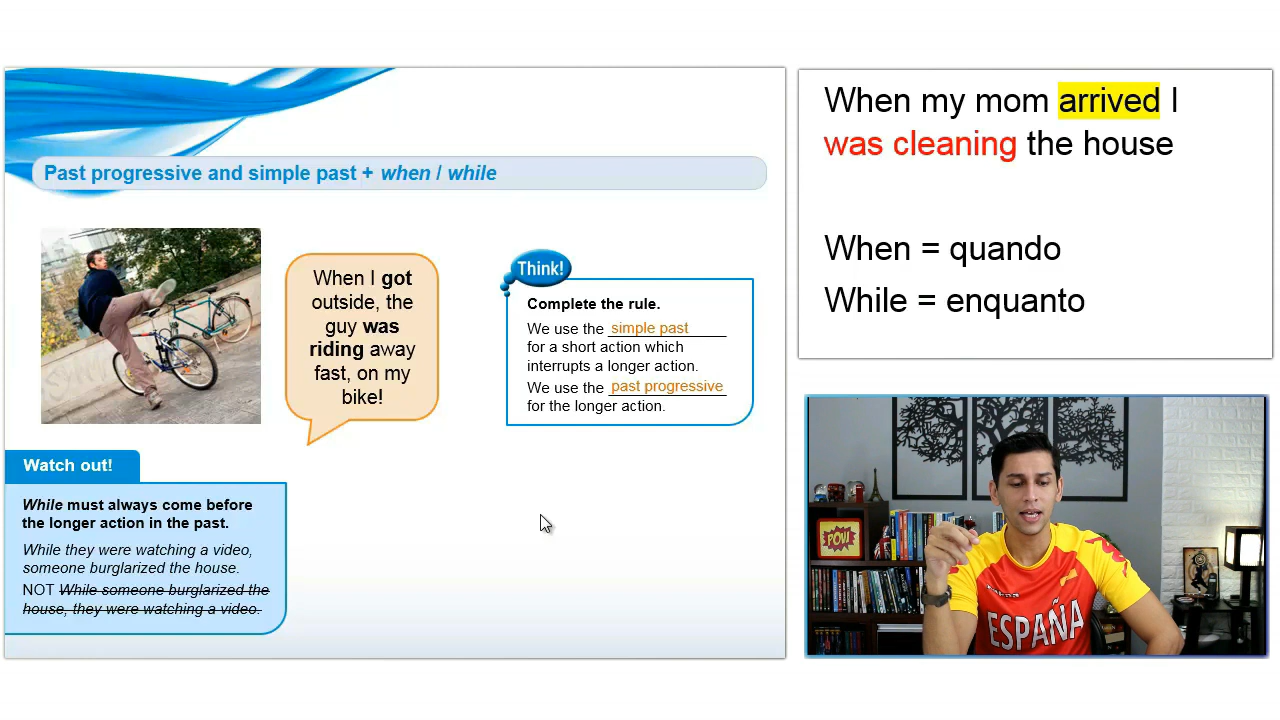 Past progressive and simple past + when / while
When I got
outside, the
guy was
riding away
fast, on my
bike!
Think!
Complete the rule.
We use the simple past
for a short action which
interrupts a longer action.
We use the past progressive
for the longer action.
Watch out!
While must always come before
the longer action in the past.
While they were watching a video,
someone burglarized the house.
NOT While someone burglarized the
house, they were watching a video.
When my mom arrived I
was cleaning the house
When = quando
While = enquanto
POW!
ESPAÑA